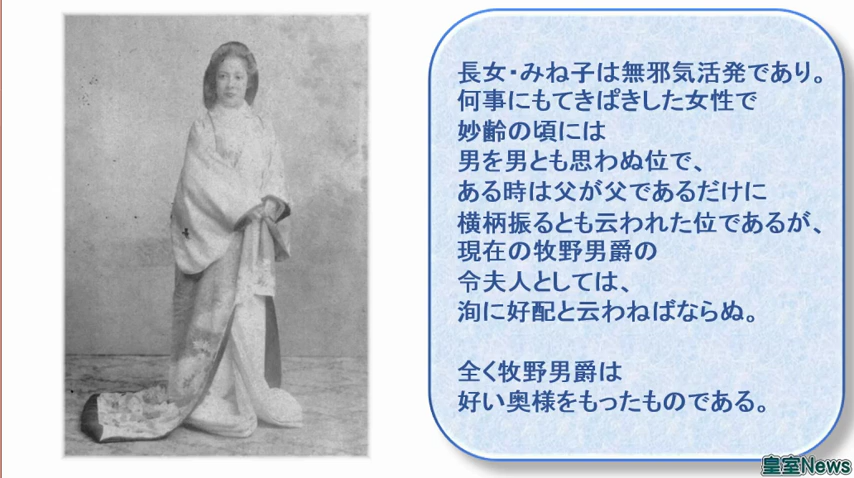 長女・みね子は無邪気活発であり。
何事にもてきぱきした女性で
妙齢の頃には
男を男とも思わぬ位で、
ある時は父が父であるだけに
横柄振るとも云われた位であるが、
現在の牧野男爵の
令夫人としては、
洵に好配と云わねばならぬ。
全く牧野男爵は
好い奥様をもったものである。
皇室News